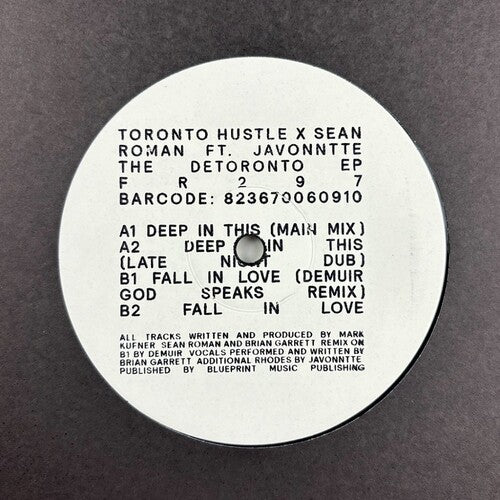 TORONTO HUSTLE X SEAN
ROMAN FT. JAVONNTTE
THE DETORONTO EP
FR297
BARCODE: 823670060910
A1 DEEP IN THIS (MAIN MIX)
A2 DEEP IN THIS
(LATE NIGHT DUB)
B1 FALL IN LOVE (DEMUIR
GOD SPEAKS REMIX)
B2 FALL IN LOVE
ALL TRACKS WRITTEN AND PRODUCED BY MARK
KUFNER SEAN ROMAN AND BRIAN GARRETT REMIX ON
B1 BY DEMUIR VOCALS PERFORMED AND WRITTEN BY
BRIAN GARRETT ADDITIONAL RHODES BY JAVONNTTE
PUBLISHED BY BLUEPRINT MUSIC PUBLISHING